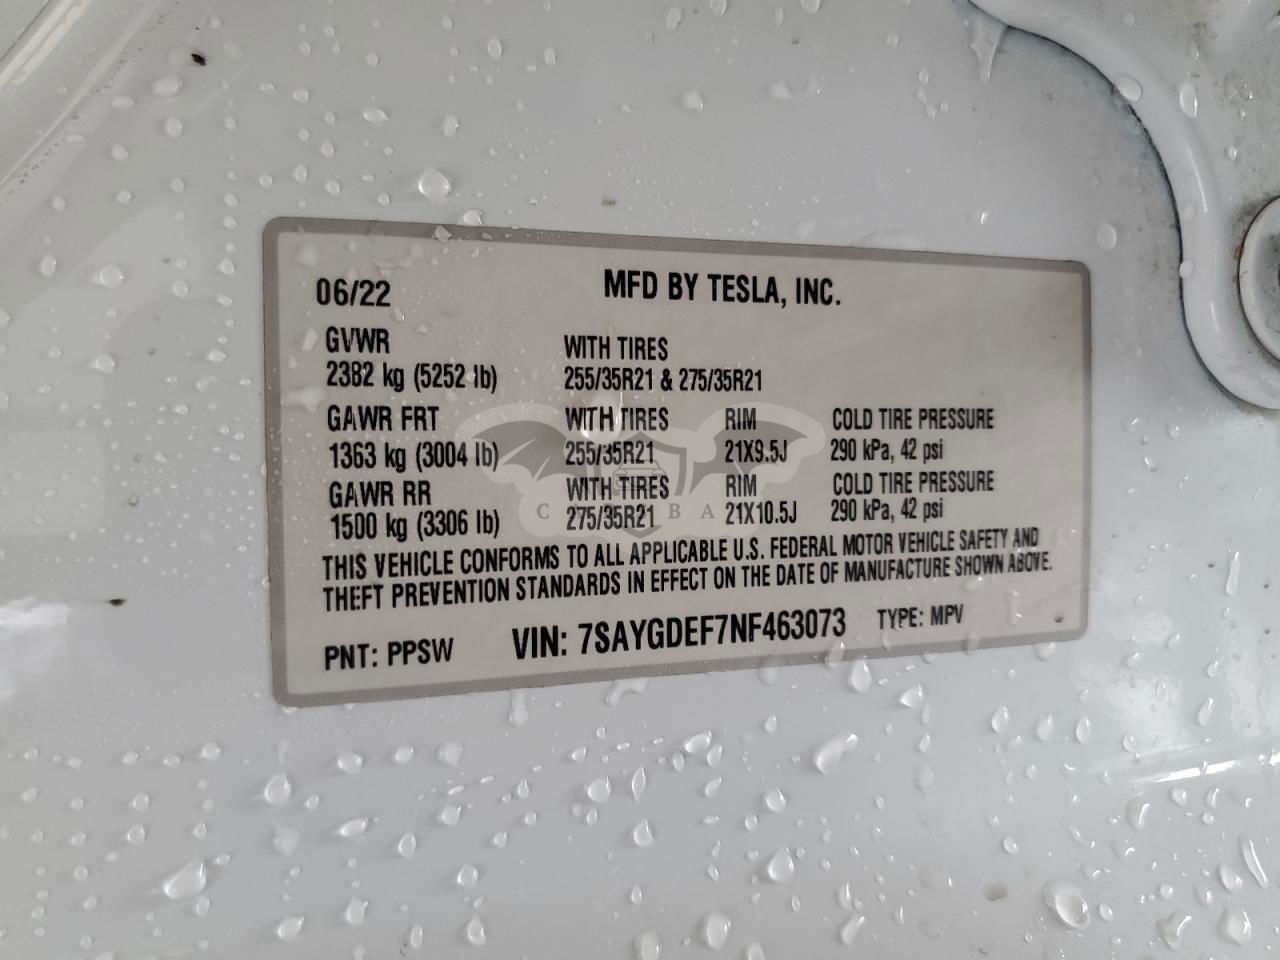 06/22 MFD BY TESLA, INC.
GVWR WITH TIRES
2382 kg (5252 lb) 255/35R21 & 275/35R21
GAWR FRT WITH TIRES RIM COLD TIRE PRESSURE
1363 kg (3004 lb) 255/35R21 21X9.5J 290 kPa, 42 psi
GAWR RR WITH TIRES RIM COLD TIRE PRESSURE
1500 kg (3306 lb) 275/35R21 21X10.5J 290 kPa, 42 psi
THIS VEHICLE CONFORMS TO ALL APPLICABLE U.S. FEDERAL MOTOR VEHICLE SAFETY AND
THEFT PREVENTION STANDARDS IN EFFECT ON THE DATE OF MANUFACTURE SHOWN ABOVE.
PNT: PPSW VIN: 7SAYGDEF7NF463073 TYPE: MPV